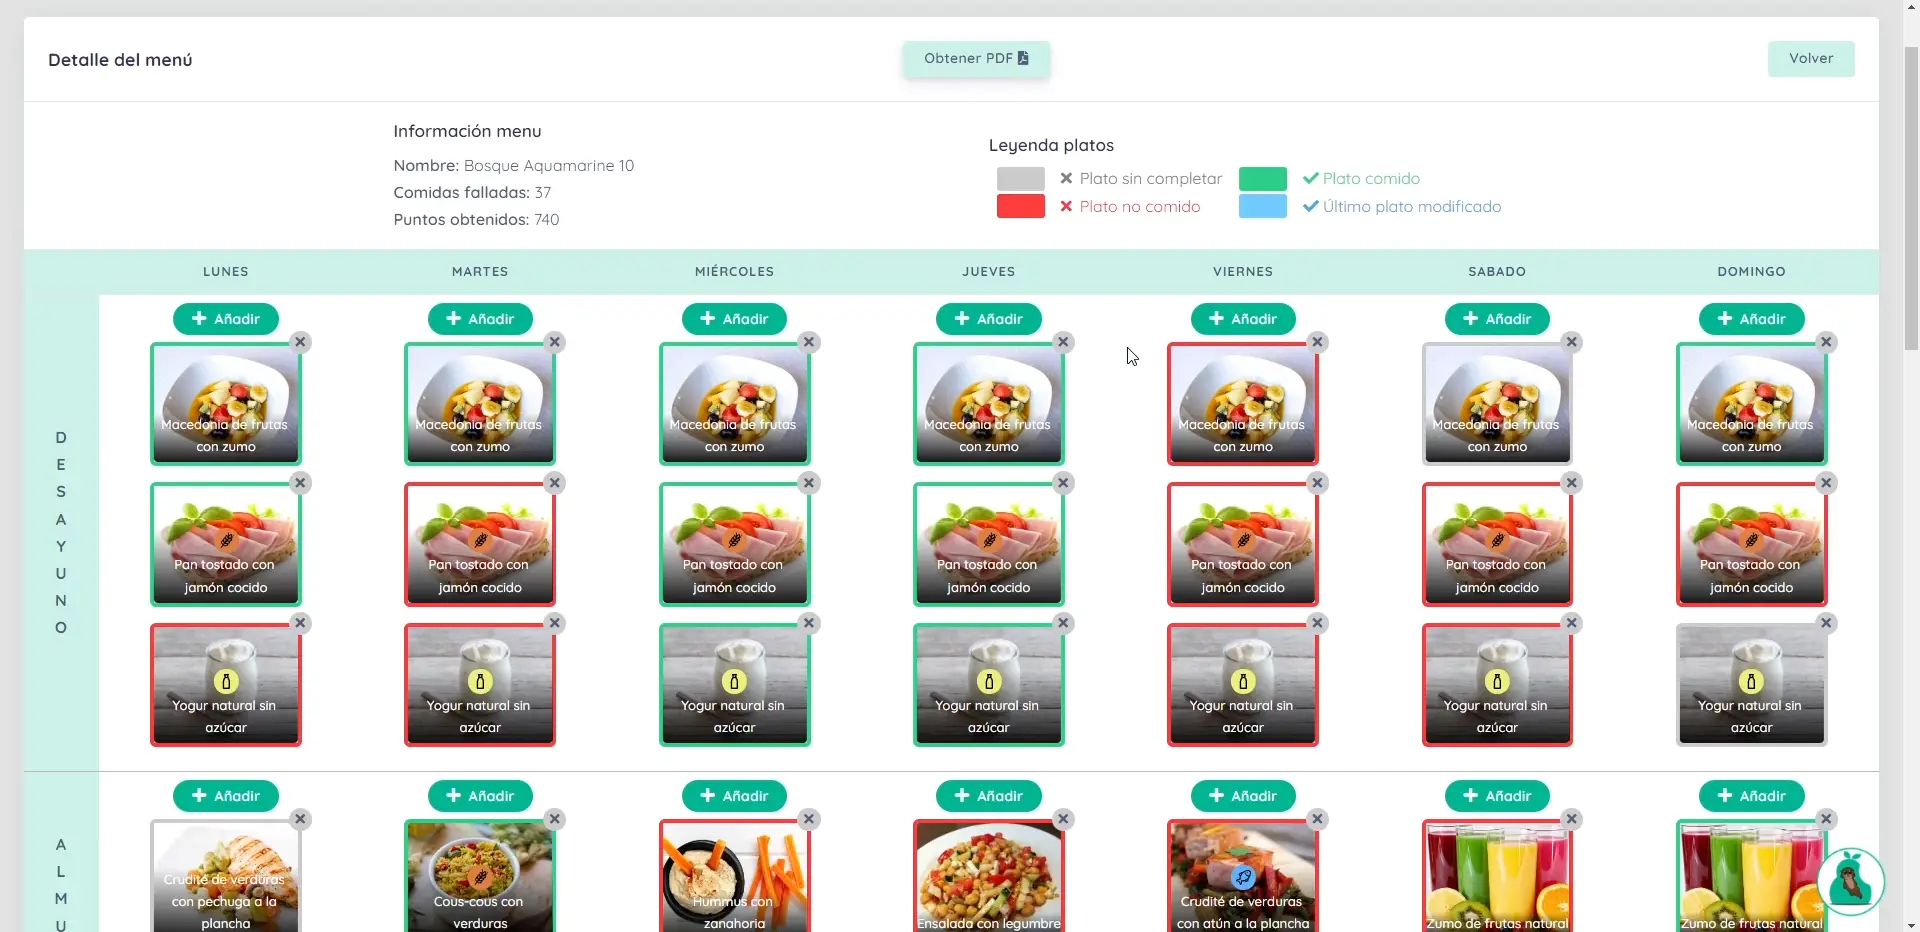 Detalle del menú
Obtener PDF
Volver
Información menu
Nombre: Bosque Aquamarine 10
Comidas falladas: 37
Puntos obtenidos: 740
Leyenda platos
Plato sin completar
Plato comido
Plato no comido
Último plato modificado
LUNES MARTES MIÉRCOLES JUEVES VIERNES SABADO DOMINGO
DESAYUNO
Añadir Añadir Añadir Añadir Añadir Añadir Añadir
Macedonia de frutas Macedonia de frutas Macedonia de frutas Macedonia de frutas Macedonia de frutas Macedonia de frutas Macedonia de frutas
con zumo con zumo con zumo con zumo con zumo con zumo con zumo
Pan tostado con Pan tostado con Pan tostado con Pan tostado con Pan tostado con Pan tostado con Pan tostado con
jamón cocido jamón cocido jamón cocido jamón cocido jamón cocido jamón cocido jamón cocido
Yogur natural sin Yogur natural sin Yogur natural sin Yogur natural sin Yogur natural sin Yogur natural sin Yogur natural sin
azúcar azúcar azúcar azúcar azúcar azúcar azúcar
ALMU
Añadir Añadir Añadir Añadir Añadir Añadir Añadir
Crudité de verduras
con pechuga a la
plancha
Cous-cous con
verduras
Hummus con
zanahoria
Ensalada con legumbre
Crudité de verduras
con atún a la plancha
Zumo de frutas natural
Zumo de frutas natural